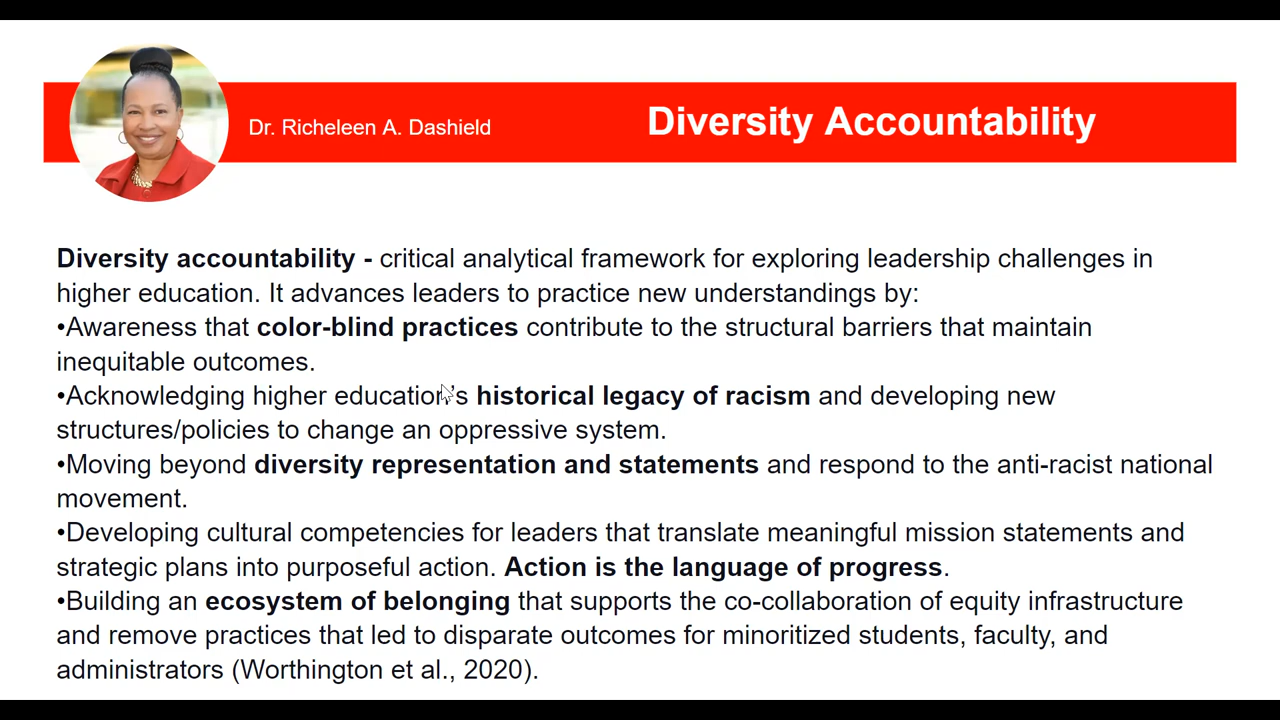 Dr. Richeleen A. Dashield
Diversity Accountability
Diversity accountability - critical analytical framework for exploring leadership challenges in
higher education. It advances leaders to practice new understandings by:
•Awareness that color-blind practices contribute to the structural barriers that maintain
inequitable outcomes.
•Acknowledging higher education's historical legacy of racism and developing new
structures/policies to change an oppressive system.
•Moving beyond diversity representation and statements and respond to the anti-racist national
movement.
•Developing cultural competencies for leaders that translate meaningful mission statements and
strategic plans into purposeful action. Action is the language of progress.
•Building an ecosystem of belonging that supports the co-collaboration of equity infrastructure
and remove practices that led to disparate outcomes for minoritized students, faculty, and
administrators (Worthington et al., 2020).